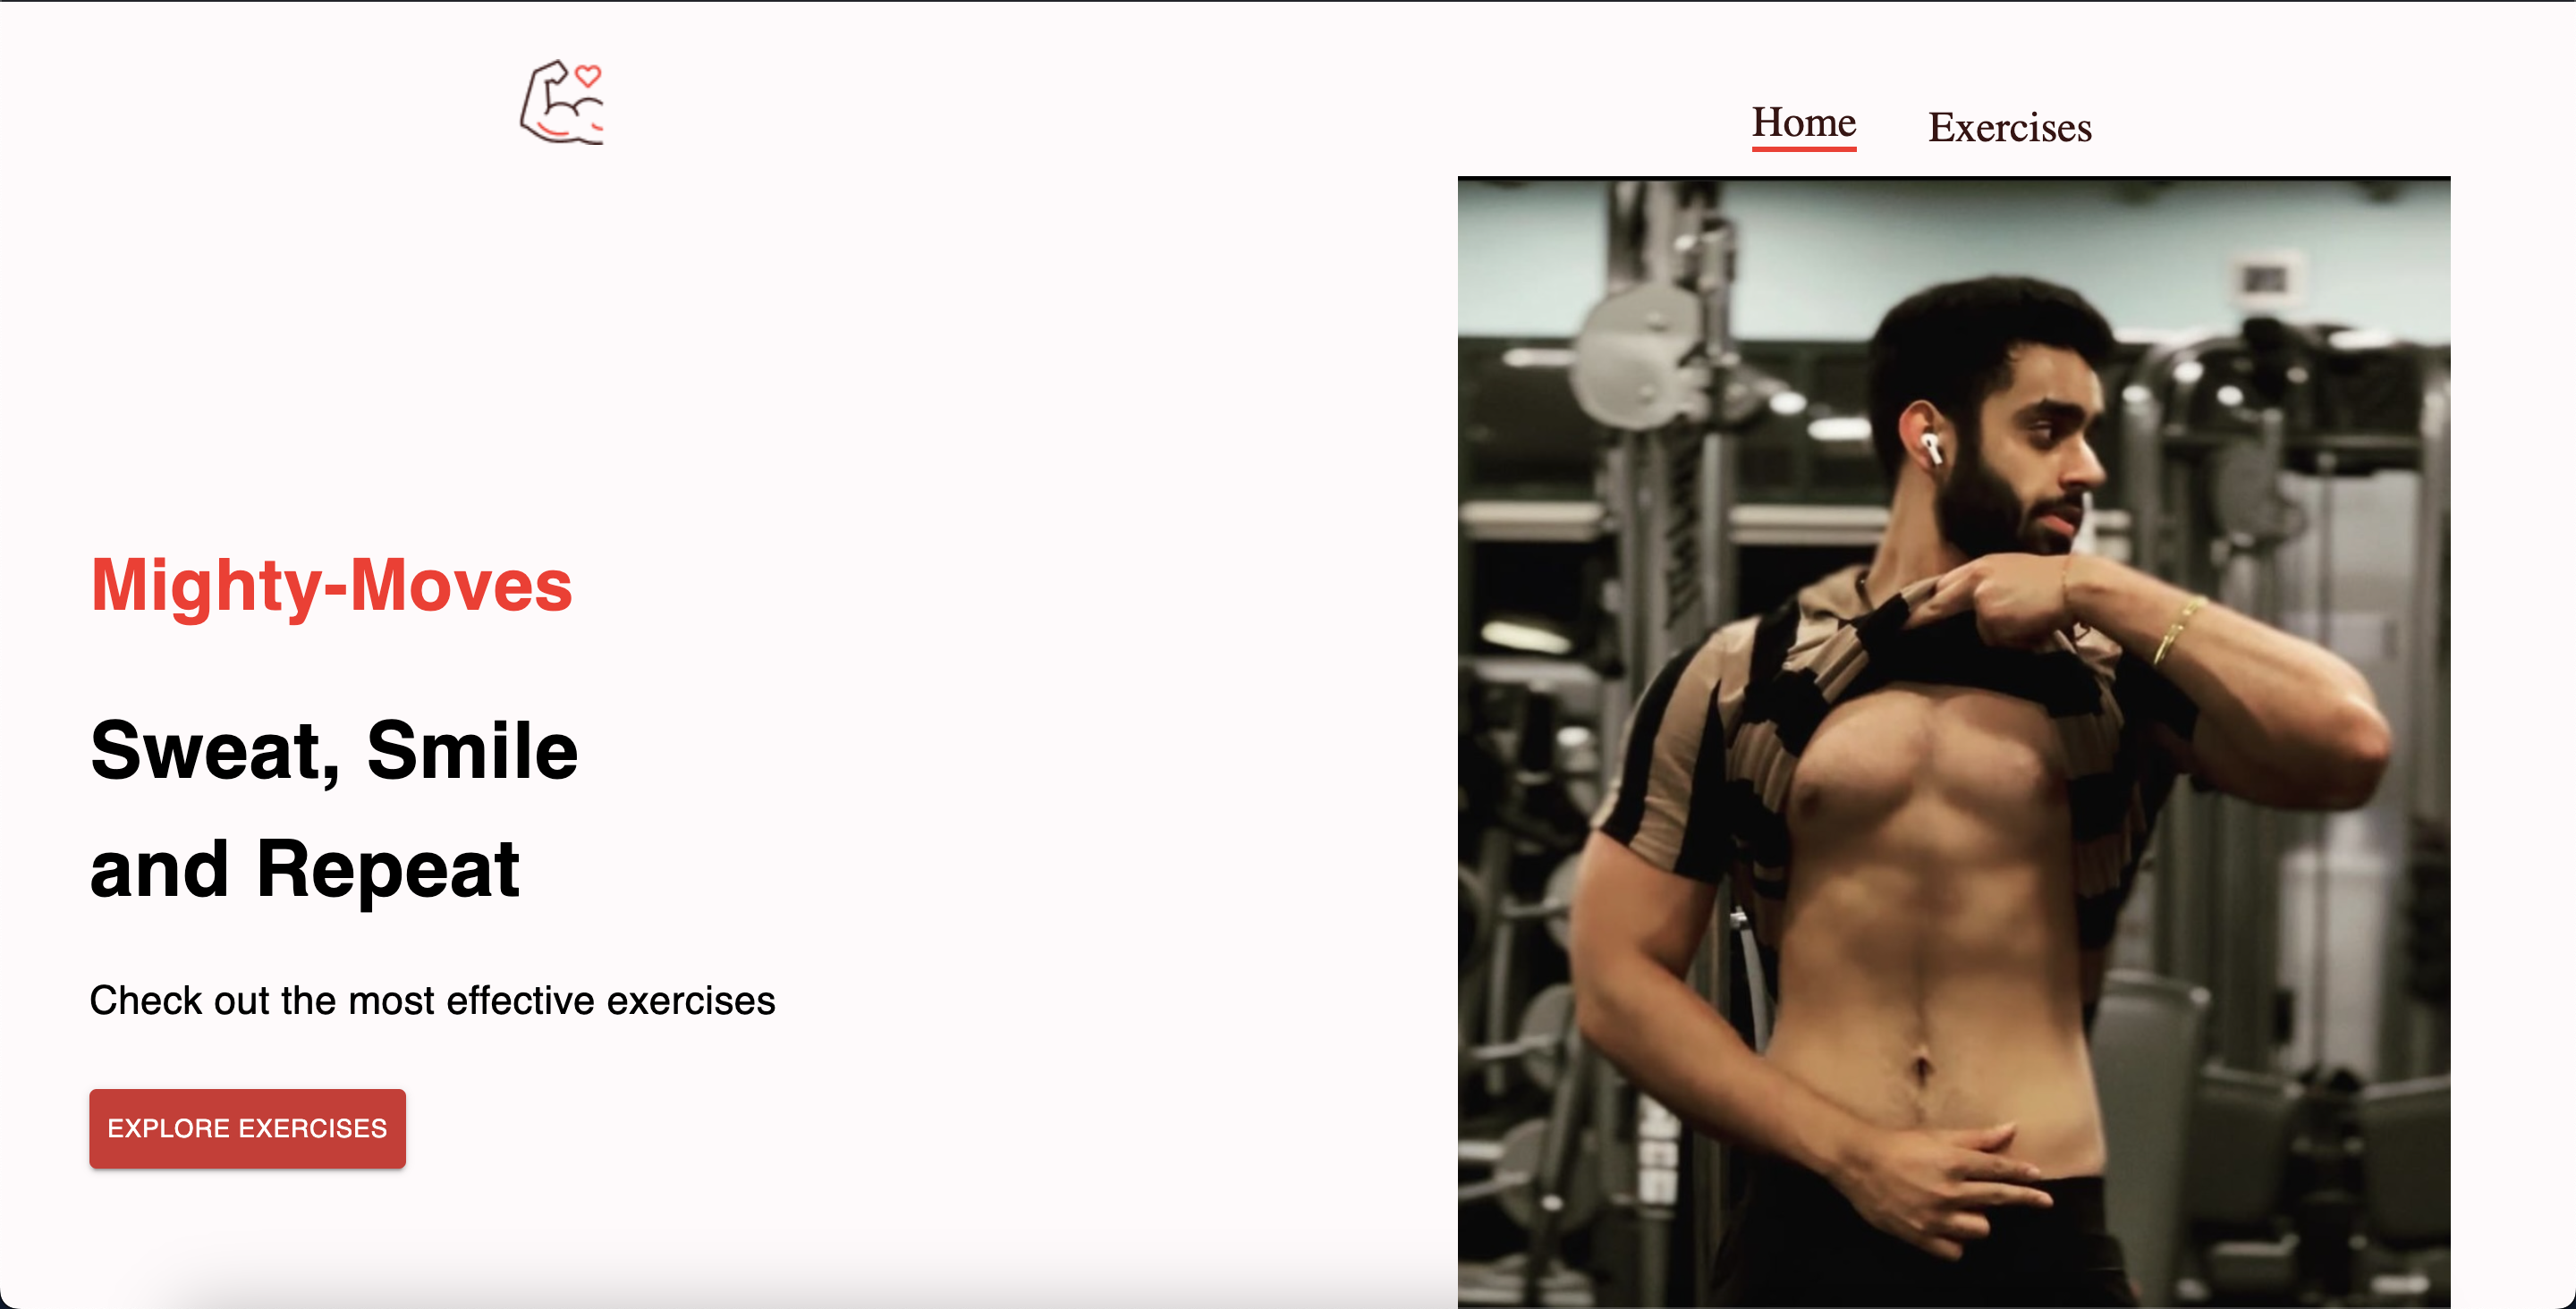 Home
Exercises
Mighty-Moves
Sweat, Smile
and Repeat
Check out the most effective exercises
EXPLORE EXERCISES